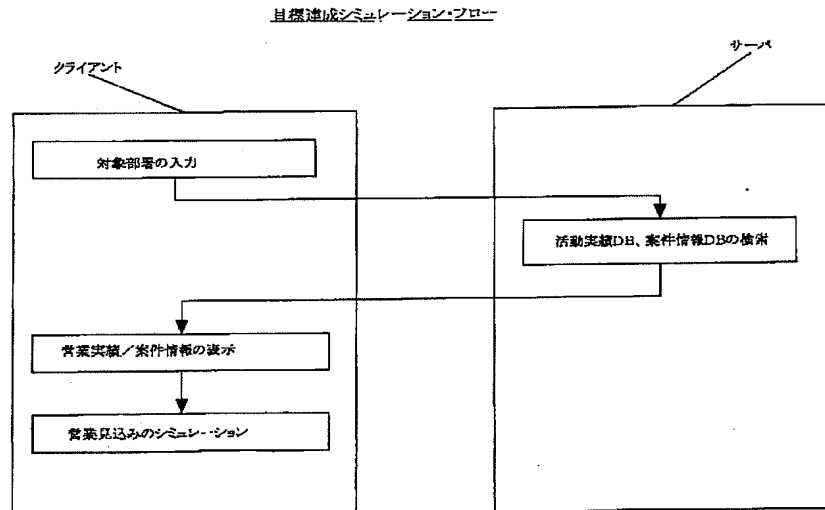 目標達成シミュレーション・フロー
クライアント
サーバ
対象部署の入力
活動実績DB、案件情報DBの検索
営業実績／案件情報の表示
営業見込みのシミュレーション